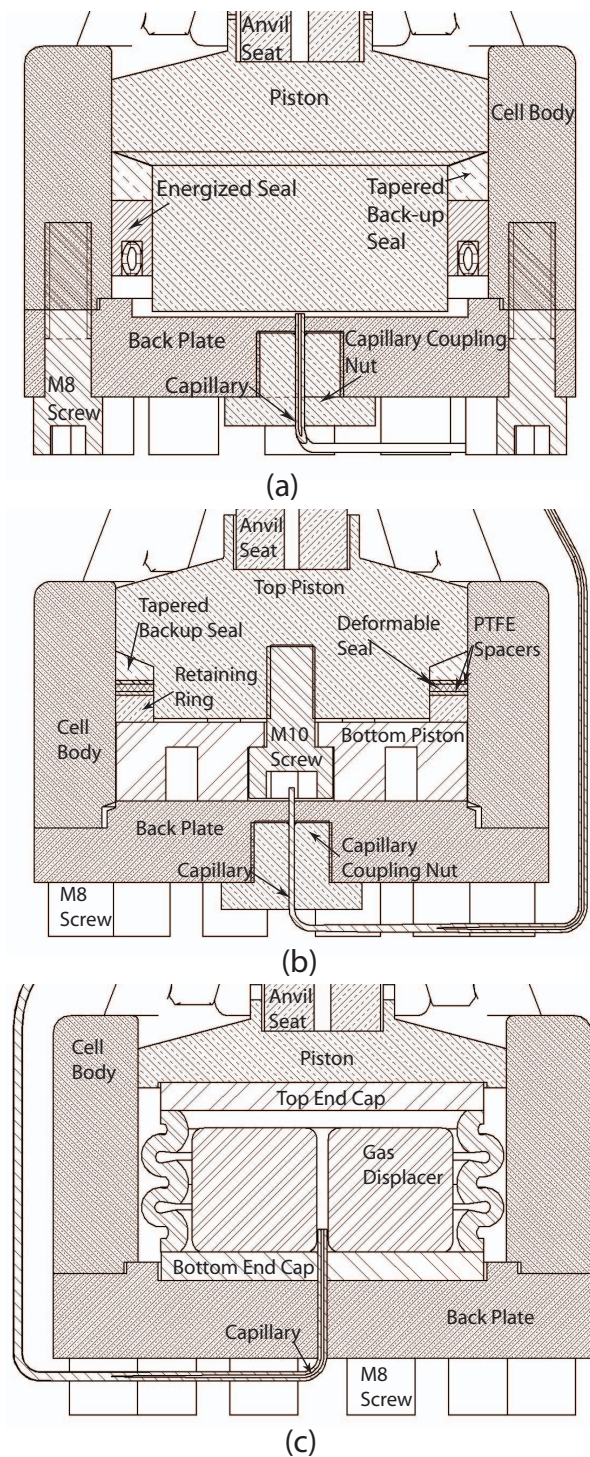 Anvil
Seat
Piston
Cell Body
Energized Seal
Tapered
Back-up
Seal
Back Plate
Capillary Coupling
Nut
Capillary
M8
Screw
(a)
Anvil
Seat
Top Piston
Tapered
Backup Seal
Deformable
Seal
PTFE
Spacers
Retaining
Ring
Cell
Body
M10
Screw
Bottom Piston
Back Plate
Capillary
Coupling Nut
Capillary
M8
Screw
(b)
Anvil
Seat
Cell
Body
Piston
Top End Cap
Gas
Displacer
Bottom End Cap
Back Plate
Capillary
M8
Screw
(c)